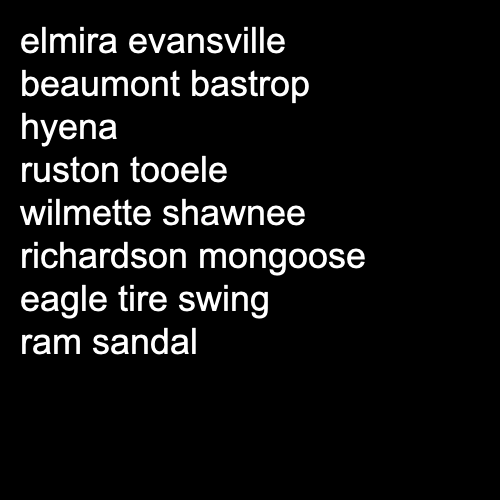 elmira evansville
beaumont bastrop
hyena
ruston tooele
wilmette shawnee
richardson mongoose
eagle tire swing
ram sandal